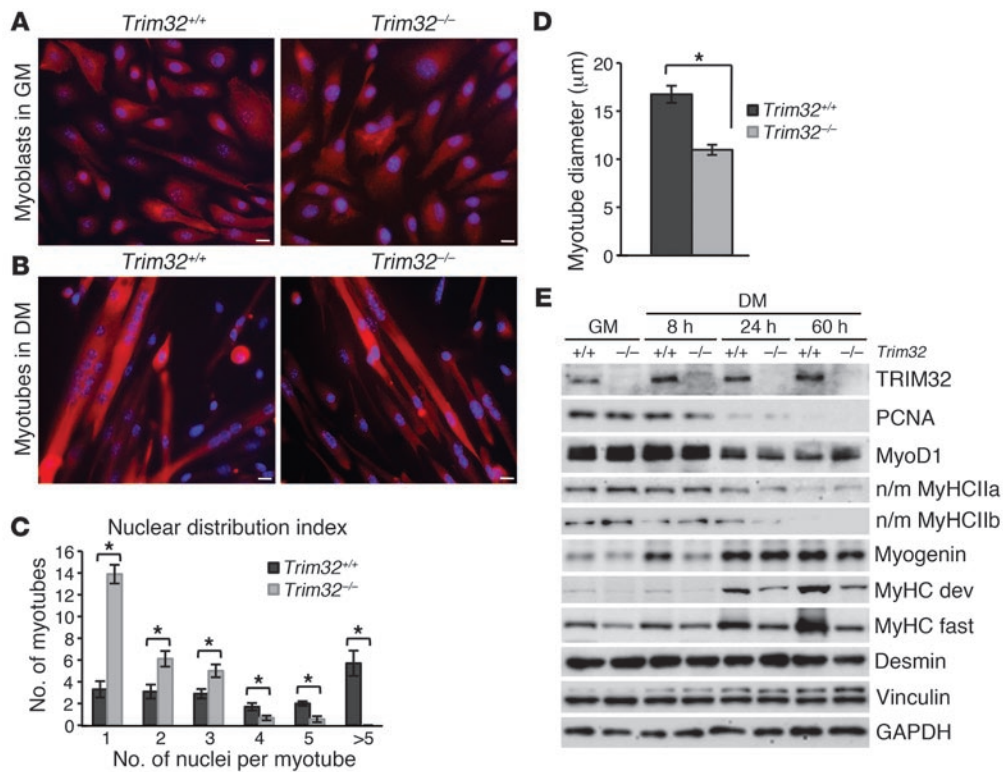 A
Trim32+/+ Trim32–/–
Myoblasts in GM
B
Trim32+/+ Trim32–/–
Myotubes in DM
C
Nuclear distribution index
No. of myotubes
16
14
12
10
8
6
4
2
0
* * * * * *
Trim32+/+
Trim32–/–
1 2 3 4 5 >5
No. of nuclei per myotube
D
Myotube diameter (μm)
20
15
10
5
0
*
Trim32+/+
Trim32–/–
E
DM
GM 8 h 24 h 60 h
+/+ –/– +/+ –/– +/+ –/– +/+ –/– Trim32
TRIM32
PCNA
MyoD1
n/m MyHCIIa
n/m MyHCIIb
Myogenin
MyHC dev
MyHC fast
Desmin
Vinculin
GAPDH